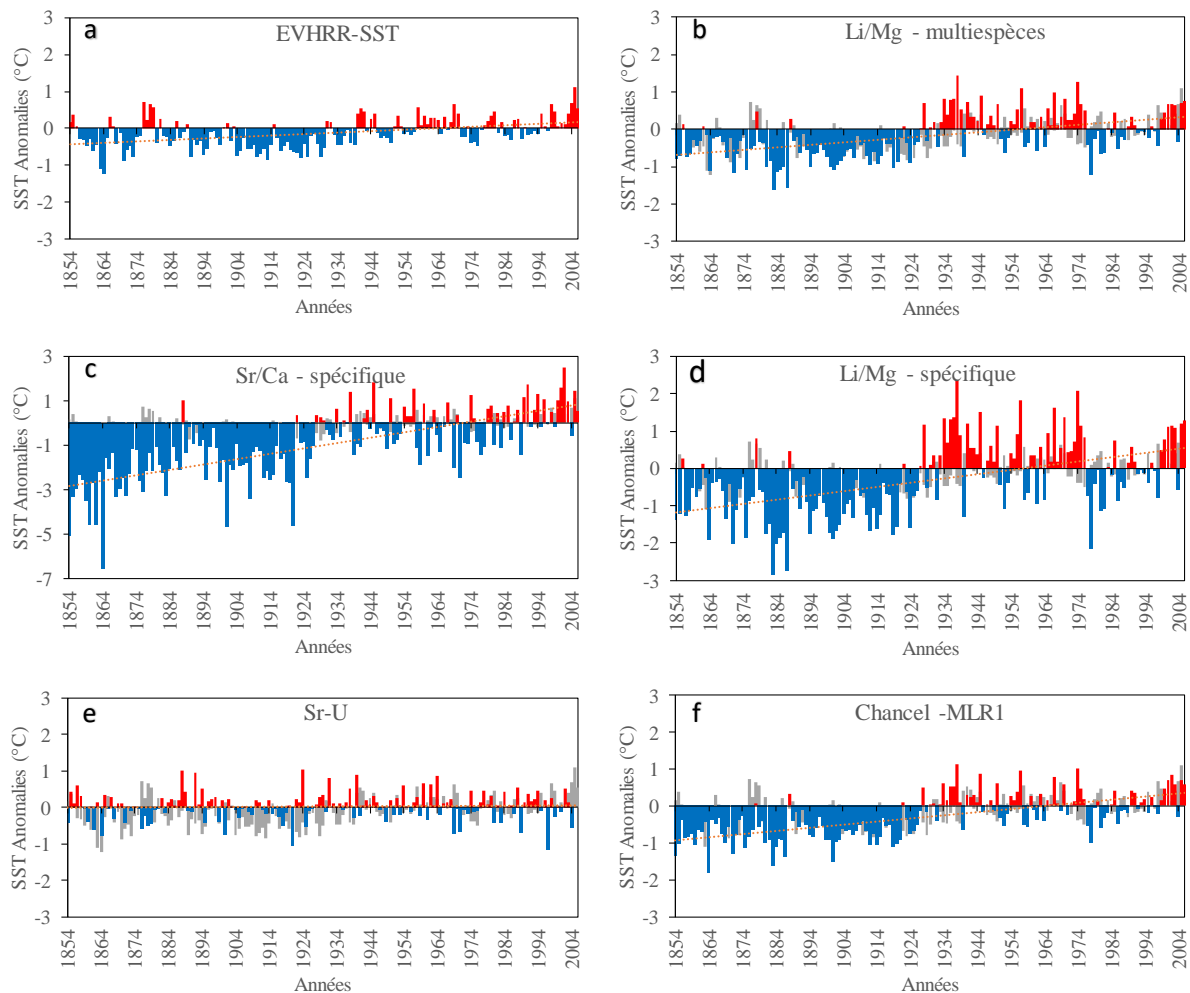 a
EVHRR-SST
SST Anomalies (°C)
3
2
1
0
-1
-2
-3
1854 1864 1874 1884 1894 1904 1914 1924 1934 1944 1954 1964 1974 1984 1994 2004
Années
b
Li/Mg - multiespèces
SST Anomalies (°C)
3
2
1
0
-1
-2
-3
1854 1864 1874 1884 1894 1904 1914 1924 1934 1944 1954 1964 1974 1984 1994 2004
Années
c
Sr/Ca - spécifique
SST Anomalies (°C)
3
1
-1
-3
-5
-7
1854 1864 1874 1884 1894 1904 1914 1924 1934 1944 1954 1964 1974 1984 1994 2004
Années
d
Li/Mg - spécifique
SST Anomalies (°C)
3
2
1
0
-1
-2
-3
1854 1864 1874 1884 1894 1904 1914 1924 1934 1944 1954 1964 1974 1984 1994 2004
Années
e
Sr-U
SST Anomalies (°C)
3
2
1
0
-1
-2
-3
1854 1864 1874 1884 1894 1904 1914 1924 1934 1944 1954 1964 1974 1984 1994 2004
Années
f
Chancel -MLR1
SST Anomalies (°C)
3
2
1
0
-1
-2
-3
1854 1864 1874 1884 1894 1904 1914 1924 1934 1944 1954 1964 1974 1984 1994 2004
Années